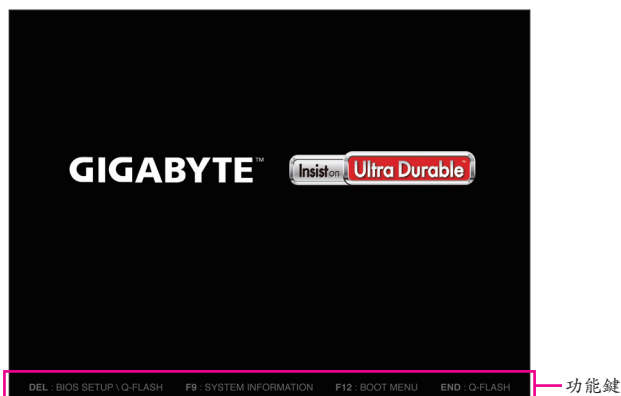 GIGABYTE™ Insist on Ultra Durable™
DEL : BIOS SETUP \ Q-FLASH F9 : SYSTEM INFORMATION F12 : BOOT MENU END : Q-FLASH
功能鍵